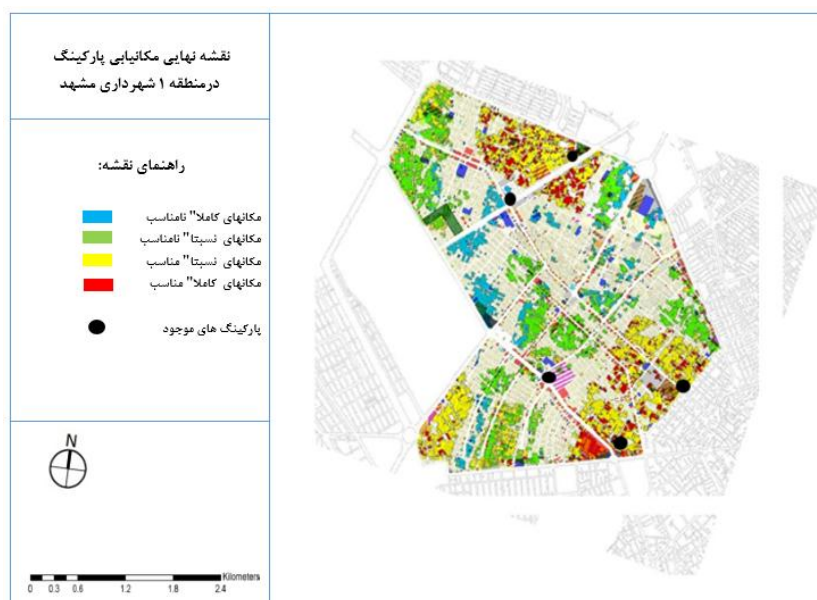 نقشه نهایی مکانیابی پارکینگ
درمنطقه ۱ شهرداری مشهد
راهنمای نقشه:
مکانهای کاملا" نامناسب
مکانهای نسبتا" نامناسب
مکانهای نسبتا" مناسب
مکانهای کاملا" مناسب
پارکینگ های موجود
N
Kilometers
0 0.3 0.6 1.2 1.8 2.4